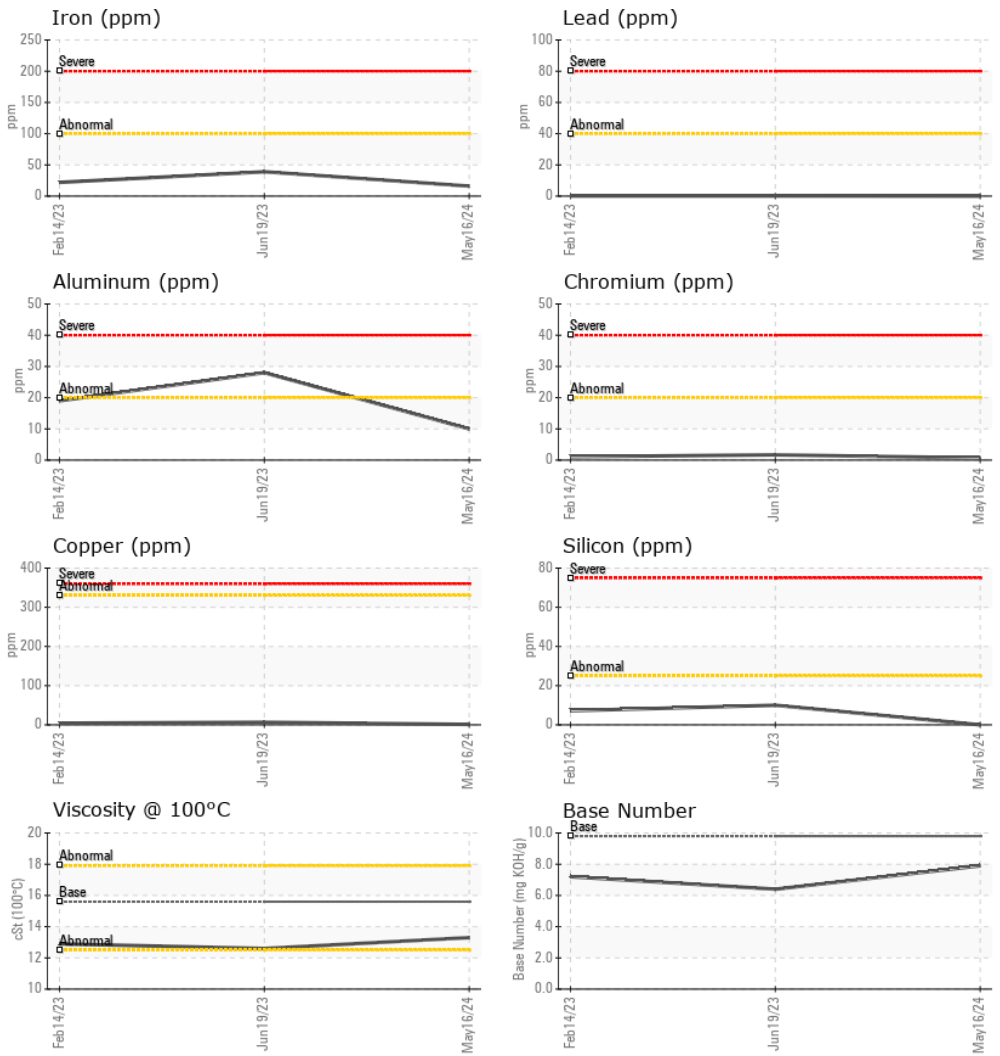 Iron (ppm)
250
200
150
100
50
0
ppm
Severe
Abnormal
Feb14/23
Jun19/23
May16/24
Lead (ppm)
100
80
60
40
20
0
ppm
Severe
Abnormal
Feb14/23
Jun19/23
May16/24
Aluminum (ppm)
50
40
30
20
10
0
ppm
Severe
Abnormal
Feb14/23
Jun19/23
May16/24
Chromium (ppm)
50
40
30
20
10
0
ppm
Severe
Abnormal
Feb14/23
Jun19/23
May16/24
Copper (ppm)
400
300
200
100
0
ppm
Severe
Abnormal
Feb14/23
Jun19/23
May16/24
Silicon (ppm)
80
60
40
20
0
ppm
Severe
Abnormal
Feb14/23
Jun19/23
May16/24
Viscosity @ 100°C
20
18
16
14
12
10
cSt (100°C)
Abnormal
Base
Abnormal
Feb14/23
Jun19/23
May16/24
Base Number
10.0
8.0
6.0
4.0
2.0
0.0
Base Number (mg KOH/g)
Base
Feb14/23
Jun19/23
May16/24